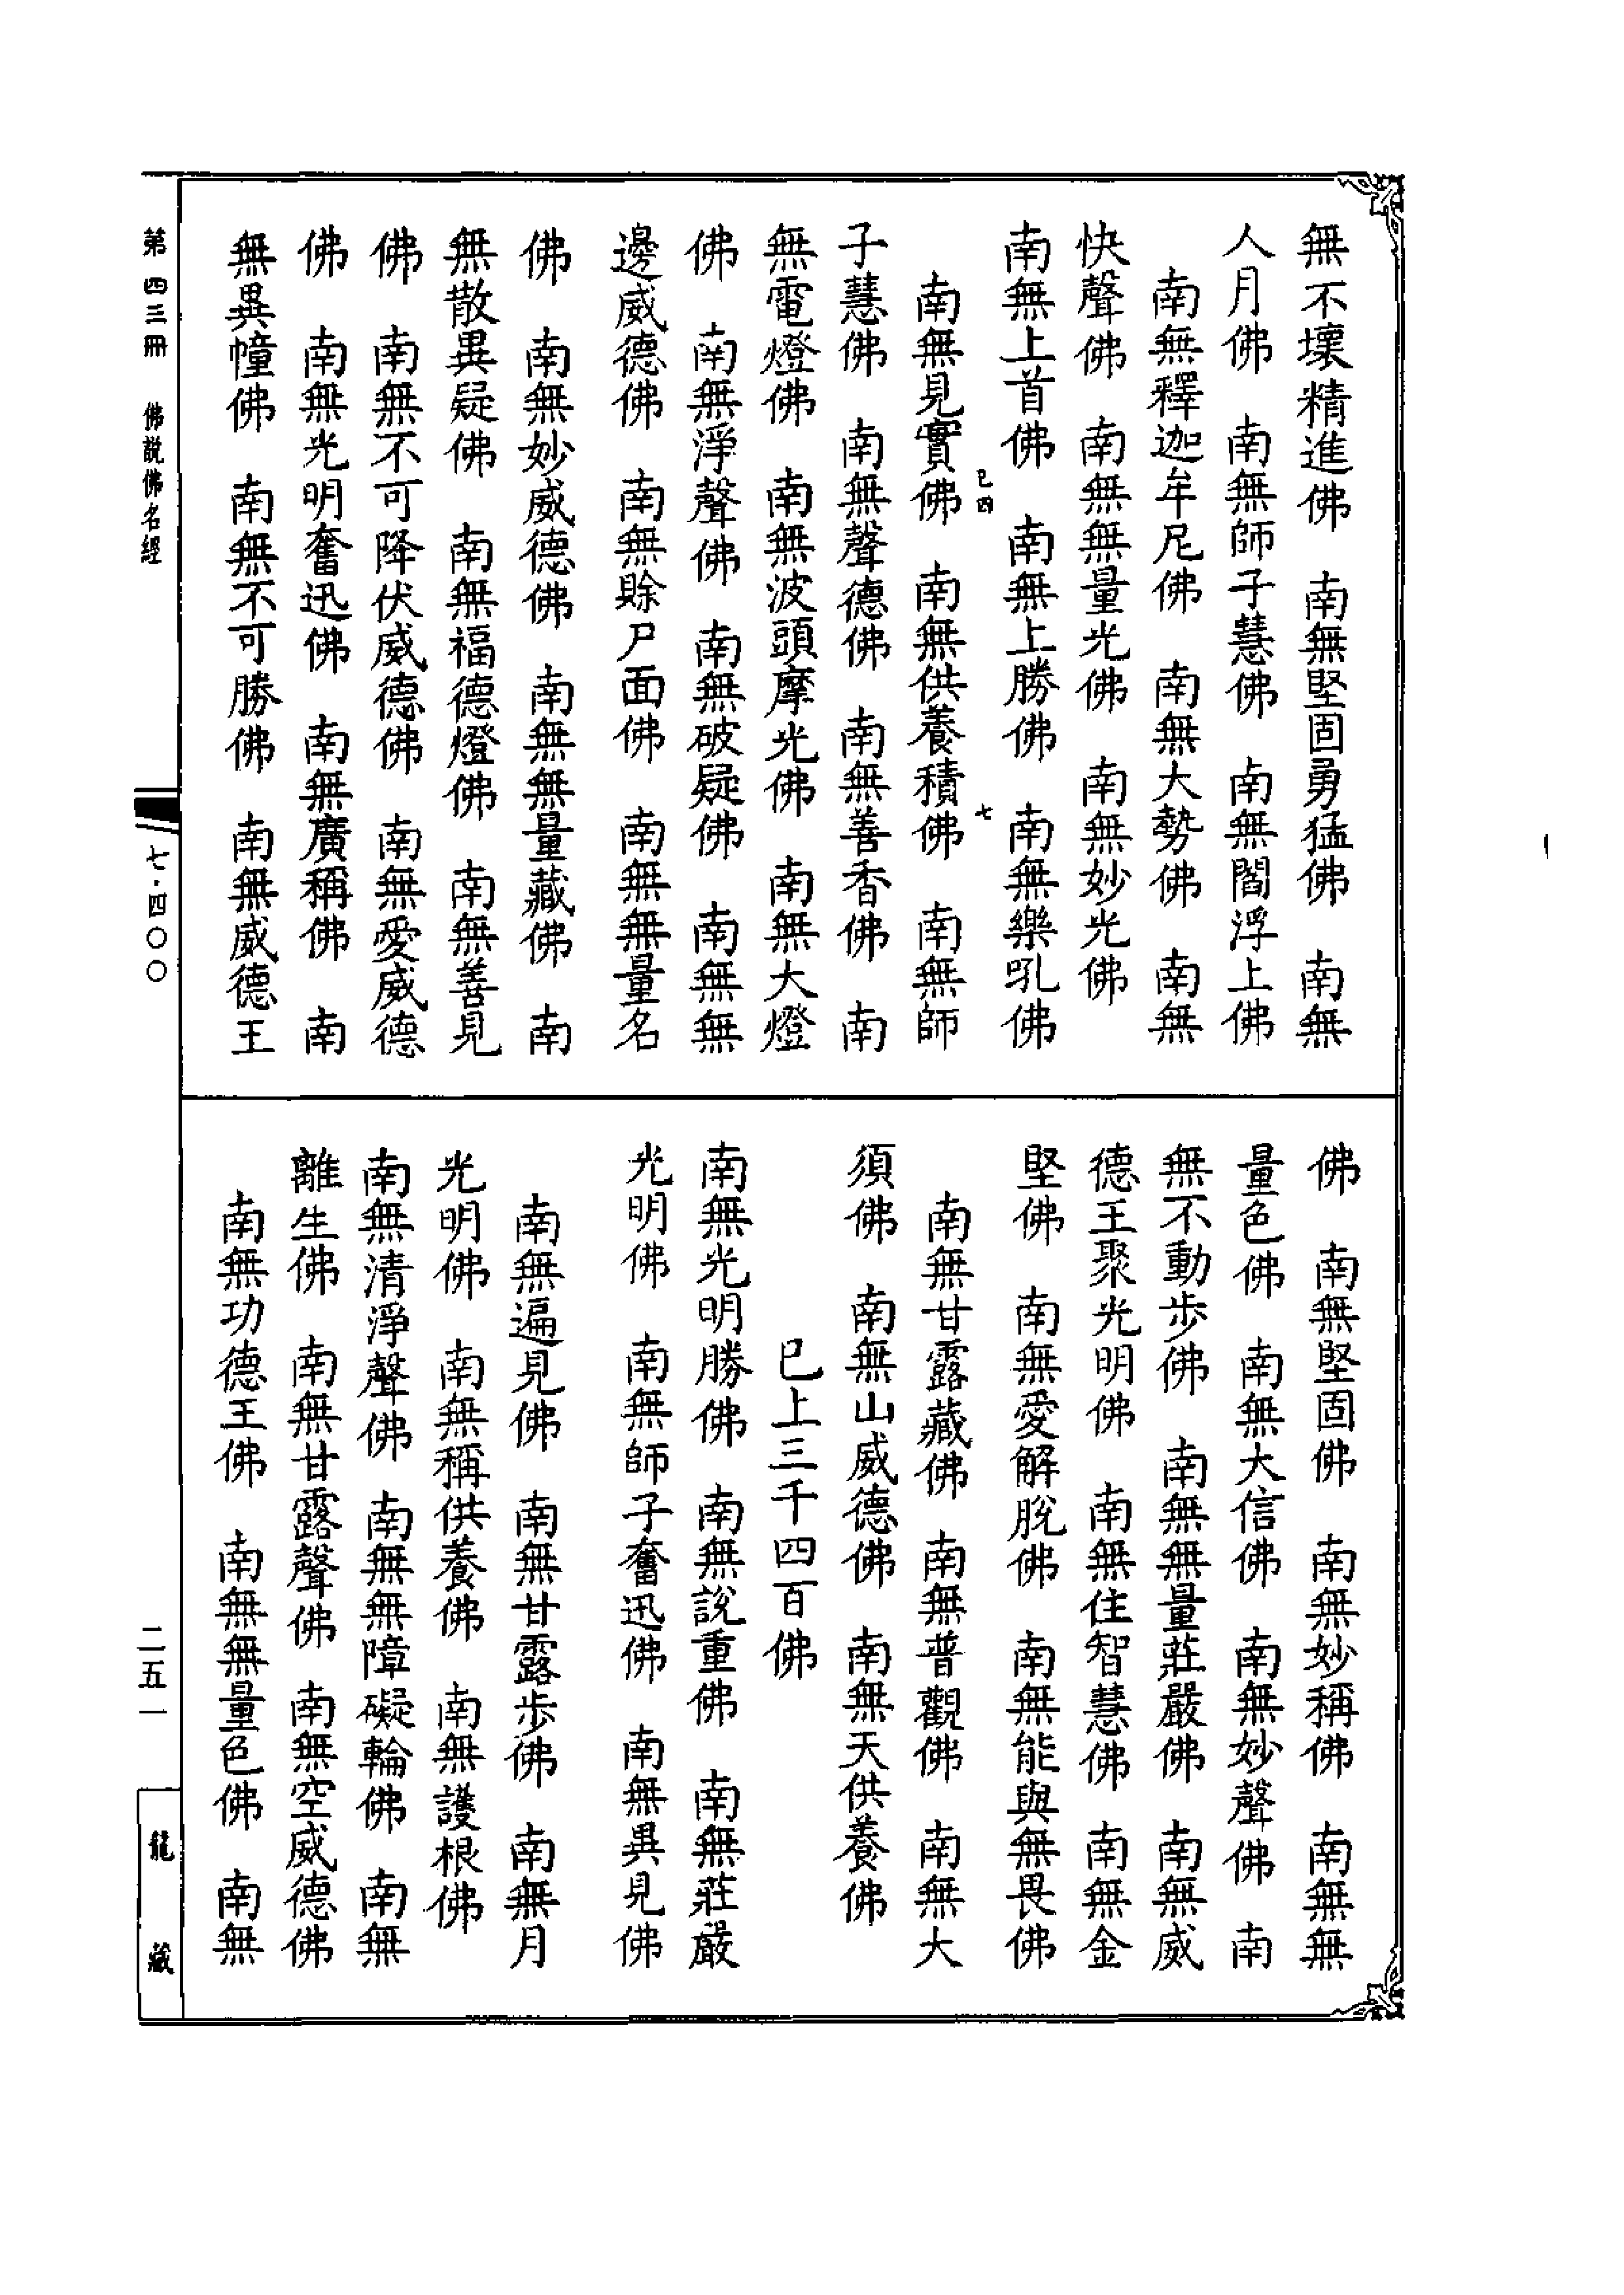 無不壞精進佛　南無堅固勇猛佛　南無
人月佛　南無師子慧佛　南無閻浮上佛
南無釋迦牟尼佛　南無大勢佛　南無
快聲佛　南無無量光佛　南無妙光佛
南無上首佛　南無上勝佛　南無樂吼佛
已四　七
南無見實佛　南無供養積佛　南無師
子慧佛　南無聲德佛　南無善香佛　南
無電燈佛　南無波頭摩光佛　南無大燈
佛　南無淨聲佛　南無破疑佛　南無無
邊威德佛　南無賒尸面佛　南無無量名
佛　南無妙威德佛　南無無量藏佛　南
無散異疑佛　南無福德燈佛　南無善見
佛　南無不可降伏威德佛　南無愛威德
佛　南無光明奮迅佛　南無廣稱佛　南
無異幢佛　南無不可勝佛　南無威德王
佛　南無堅固佛　南無妙稱佛　南無無
量色佛　南無大信佛　南無妙聲佛　南
無不動步佛　南無無量莊嚴佛　南無威
德王聚光明佛　南無住智慧佛　南無金
堅佛　南無愛解脫佛　南無能與無畏佛
南無甘露藏佛　南無普觀佛　南無大
須佛　南無山威德佛　南無天供養佛
已上三千四百佛
南無光明勝佛　南無說重佛　南無莊嚴
光明佛　南無師子奮迅佛　南無異見佛
南無遍見佛　南無甘露步佛　南無月
光明佛　南無稱供養佛　南無護根佛
南無清淨聲佛　南無無障礙輪佛　南無
離生佛　南無甘露聲佛　南無空威德佛
南無功德王佛　南無無量色佛　南無
第四三冊　佛說佛名經
七·四〇〇
二五一
龍藏